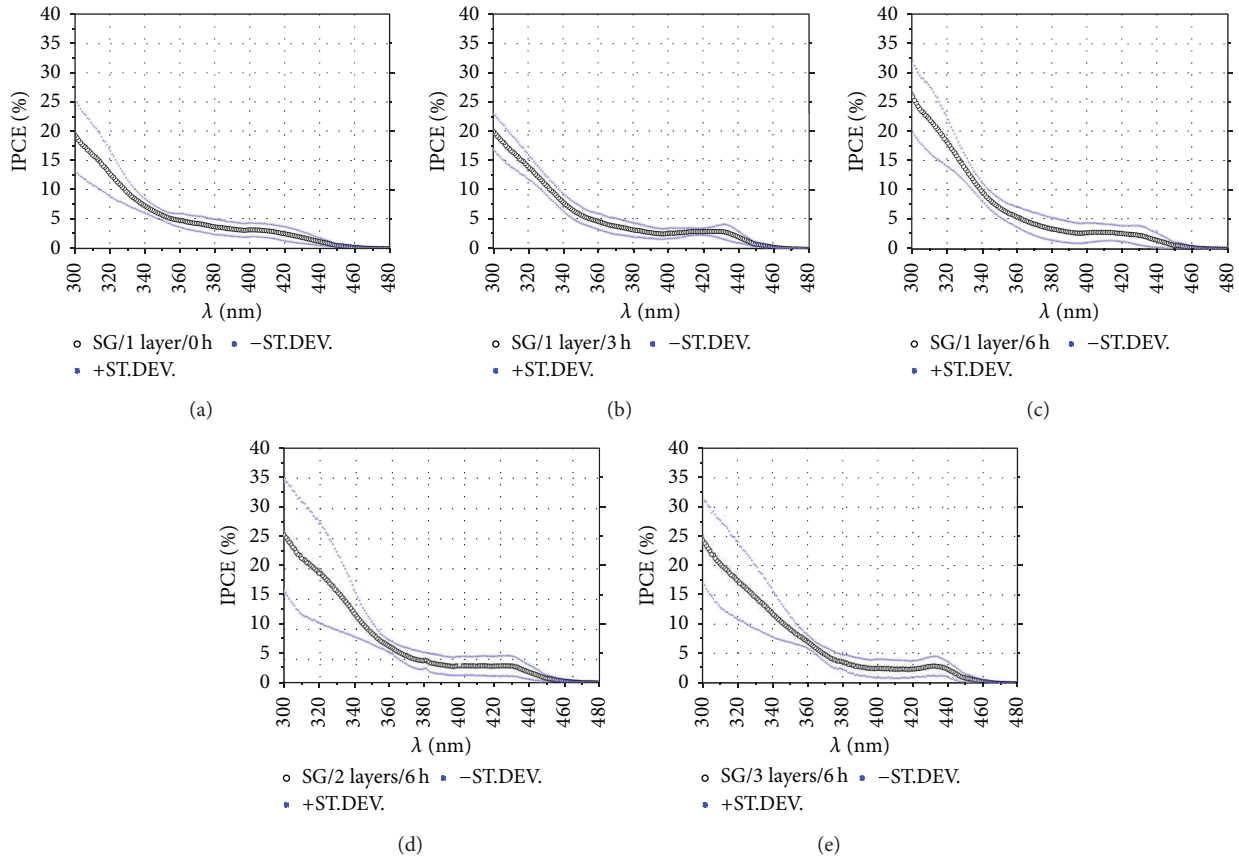 40
35
30
25
20
15
10
5
0
IPCE (%)
300 320 340 360 380 400 420 440 460 480
λ (nm)
SG/1 layer/0 h −ST.DEV.
+ST.DEV.
(a)
40
35
30
25
20
15
10
5
0
IPCE (%)
300 320 340 360 380 400 420 440 460 480
λ (nm)
SG/1 layer/3 h −ST.DEV.
+ST.DEV.
(b)
40
35
30
25
20
15
10
5
0
IPCE (%)
300 320 340 360 380 400 420 440 460 480
λ (nm)
SG/1 layer/6 h −ST.DEV.
+ST.DEV.
(c)
40
35
30
25
20
15
10
5
0
IPCE (%)
300 320 340 360 380 400 420 440 460 480
λ (nm)
SG/2 layers/6 h −ST.DEV.
+ST.DEV.
(d)
40
35
30
25
20
15
10
5
0
IPCE (%)
300 320 340 360 380 400 420 440 460 480
λ (nm)
SG/3 layers/6 h −ST.DEV.
+ST.DEV.
(e)